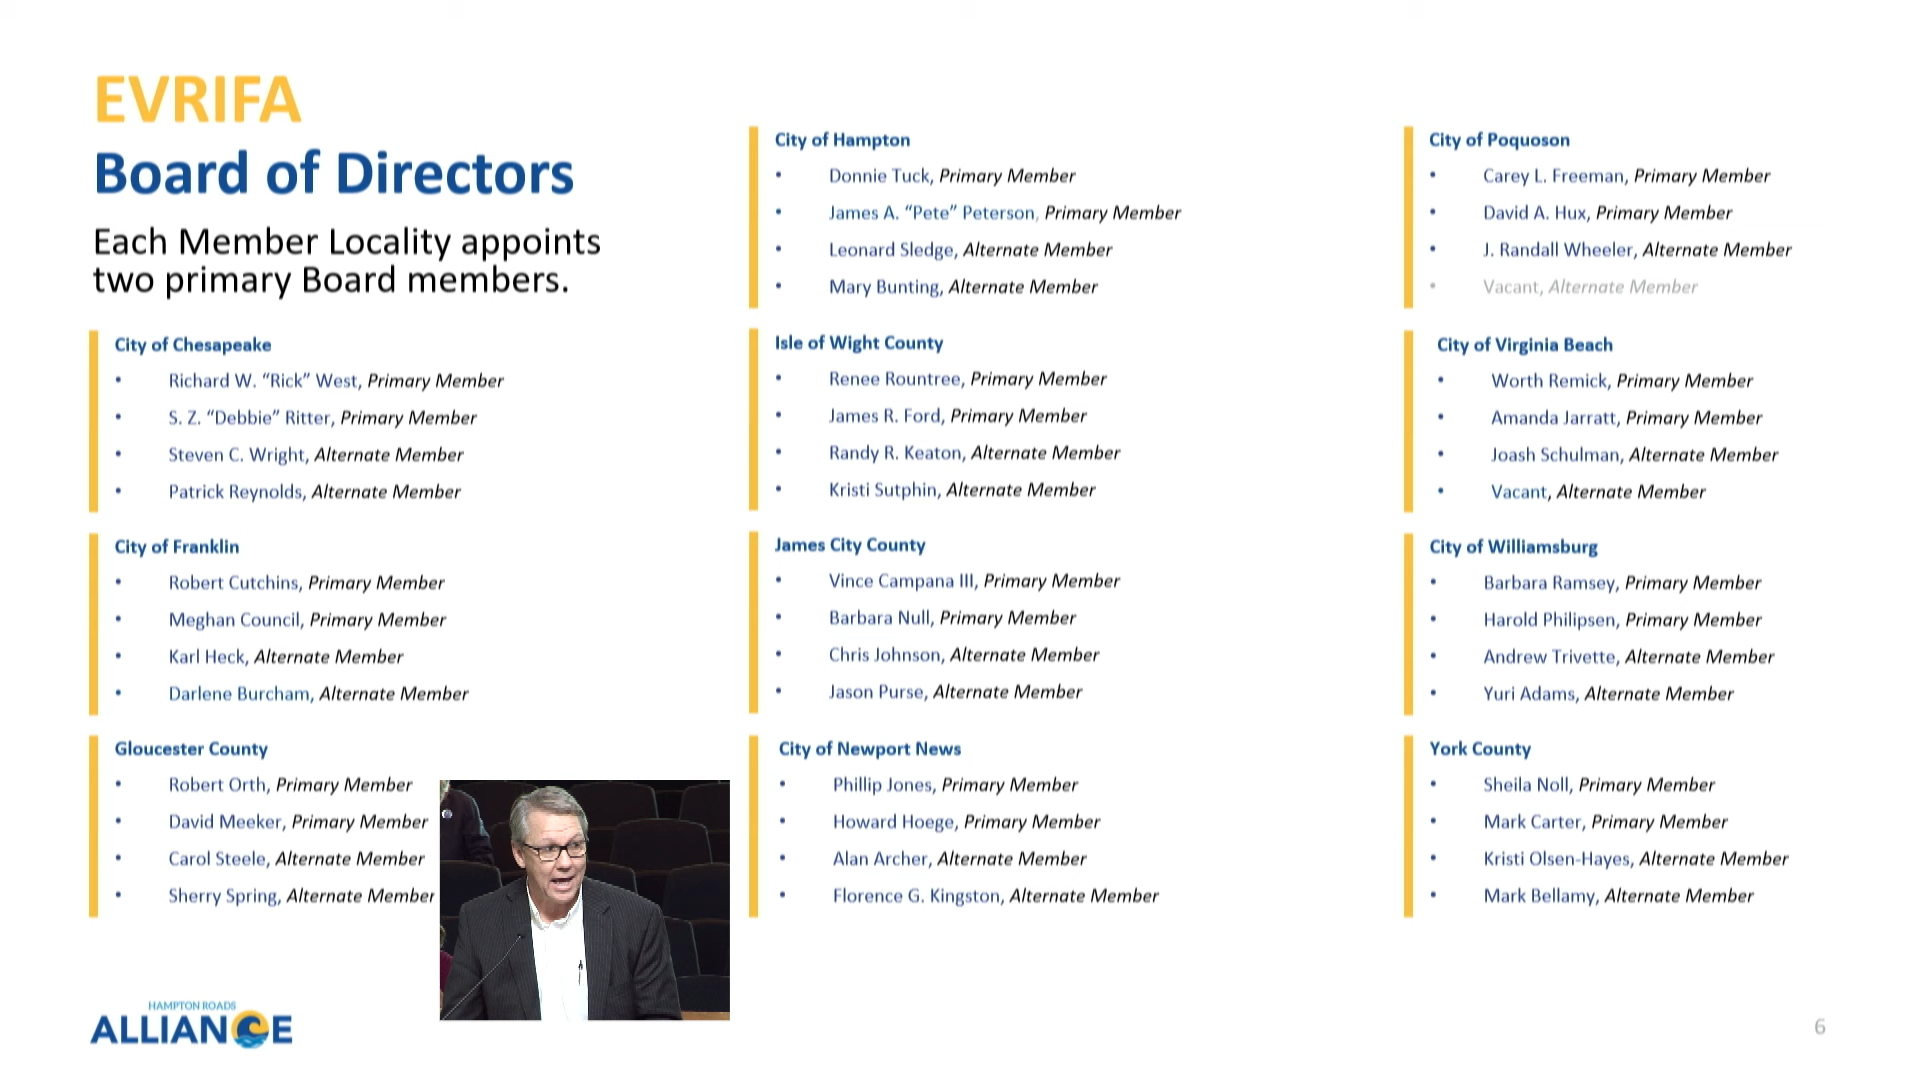 EVRIFA
Board of Directors
Each Member Locality appoints
two primary Board members.
City of Chesapeake
• Richard W. “Rick” West, Primary Member
• S. Z. “Debbie” Ritter, Primary Member
• Steven C. Wright, Alternate Member
• Patrick Reynolds, Alternate Member
City of Franklin
• Robert Cutchins, Primary Member
• Meghan Council, Primary Member
• Karl Heck, Alternate Member
• Darlene Burcham, Alternate Member
Gloucester County
• Robert Orth, Primary Member
• David Meeker, Primary Member
• Carol Steele, Alternate Member
• Sherry Spring, Alternate Member
City of Hampton
• Donnie Tuck, Primary Member
• James A. “Pete” Peterson, Primary Member
• Leonard Sledge, Alternate Member
• Mary Bunting, Alternate Member
Isle of Wight County
• Renee Rountree, Primary Member
• James R. Ford, Primary Member
• Randy R. Keaton, Alternate Member
• Kristi Sutphin, Alternate Member
James City County
• Vince Campana III, Primary Member
• Barbara Null, Primary Member
• Chris Johnson, Alternate Member
• Jason Purse, Alternate Member
City of Newport News
• Phillip Jones, Primary Member
• Howard Hoege, Primary Member
• Alan Archer, Alternate Member
• Florence G. Kingston, Alternate Member
City of Poquoson
• Carey L. Freeman, Primary Member
• David A. Hux, Primary Member
• J. Randall Wheeler, Alternate Member
• Vacant, Alternate Member
City of Virginia Beach
• Worth Remick, Primary Member
• Amanda Jarratt, Primary Member
• Joash Schulman, Alternate Member
• Vacant, Alternate Member
City of Williamsburg
• Barbara Ramsey, Primary Member
• Harold Philipsen, Primary Member
• Andrew Trivette, Alternate Member
• Yuri Adams, Alternate Member
York County
• Sheila Noll, Primary Member
• Mark Carter, Primary Member
• Kristi Olsen-Hayes, Alternate Member
• Mark Bellamy, Alternate Member
HAMPTON ROADS
ALLIANCE
6